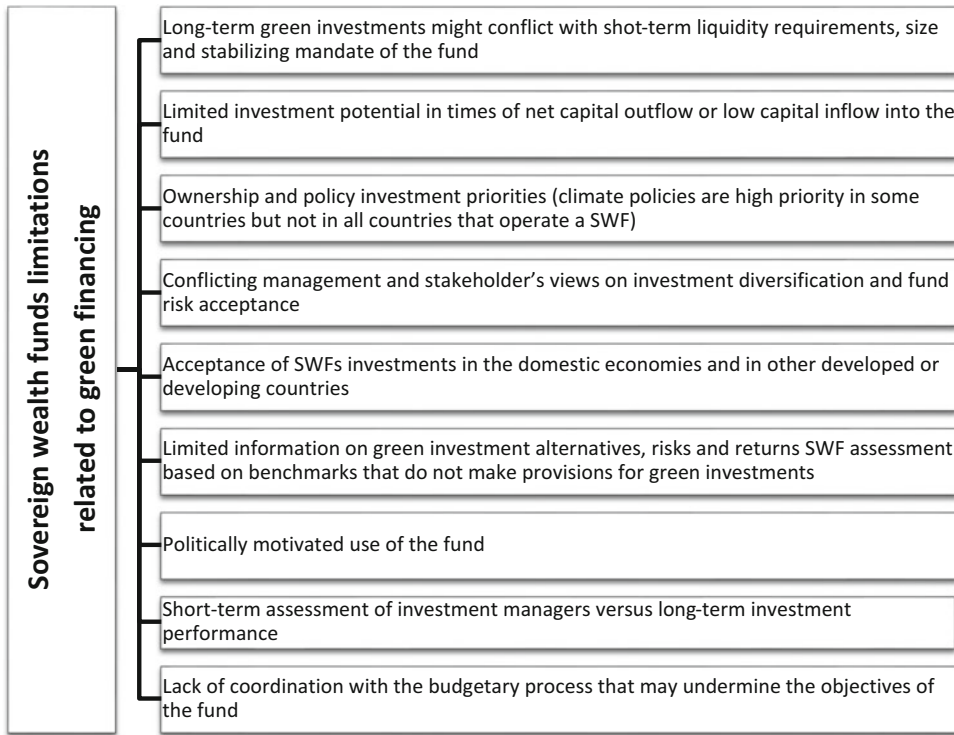 Sovereign wealth funds limitations
related to green financing
Long-term green investments might conflict with shot-term liquidity requirements, size
and stabilizing mandate of the fund
Limited investment potential in times of net capital outflow or low capital inflow into the
fund
Ownership and policy investment priorities (climate policies are high priority in some
countries but not in all countries that operate a SWF)
Conflicting management and stakeholder’s views on investment diversification and fund
risk acceptance
Acceptance of SWFs investments in the domestic economies and in other developed or
developing countries
Limited information on green investment alternatives, risks and returns SWF assessment
based on benchmarks that do not make provisions for green investments
Politically motivated use of the fund
Short-term assessment of investment managers versus long-term investment
performance
Lack of coordination with the budgetary process that may undermine the objectives of
the fund